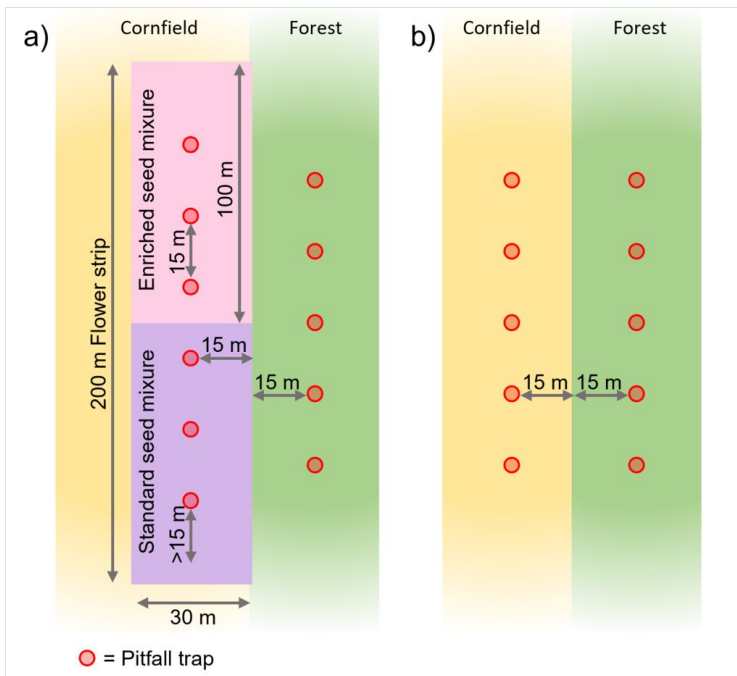 a)
Cornfield
Forest
200 m Flower strip
Enriched seed mixure
100 m
15 m
Standard seed mixure
15 m
15 m
>15 m
30 m
= Pitfall trap
b)
Cornfield
Forest
15 m
15 m